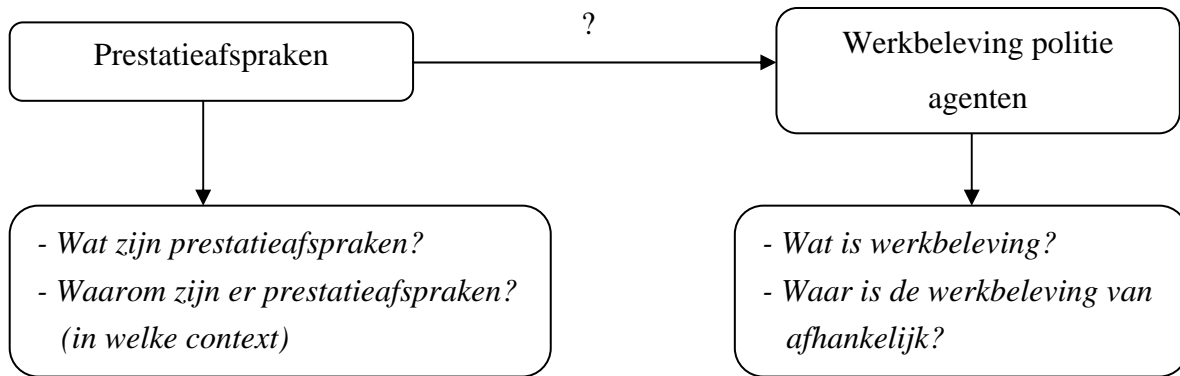 ?
Prestatieafspraken
Werkbeleving politie
agenten
- Wat zijn prestatieafspraken?
- Waarom zijn er prestatieafspraken?
(in welke context)
- Wat is werkbeleving?
- Waar is de werkbeleving van
afhankelijk?